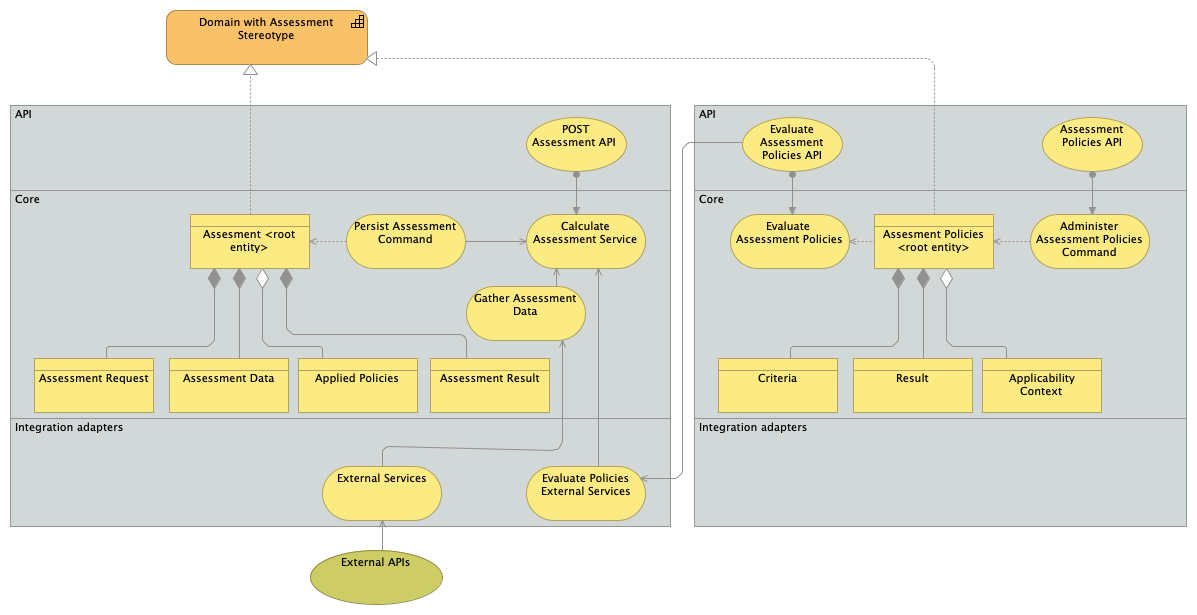 Domain with Assessment
Stereotype
API
POST
Assessment API
Core
Assesment <root
entity>
Persist Assessment
Command
Calculate
Assessment Service
Gather Assessment
Data
Assessment Request
Assessment Data
Applied Policies
Assessment Result
Integration adapters
External Services
Evaluate Policies
External Services
External APIs
API
Evaluate
Assessment
Policies API
Assessment
Policies API
Core
Evaluate
Assessment Policies
Assesment Policies
<root entity>
Administer
Assessment Policies
Command
Criteria
Result
Applicability
Context
Integration adapters